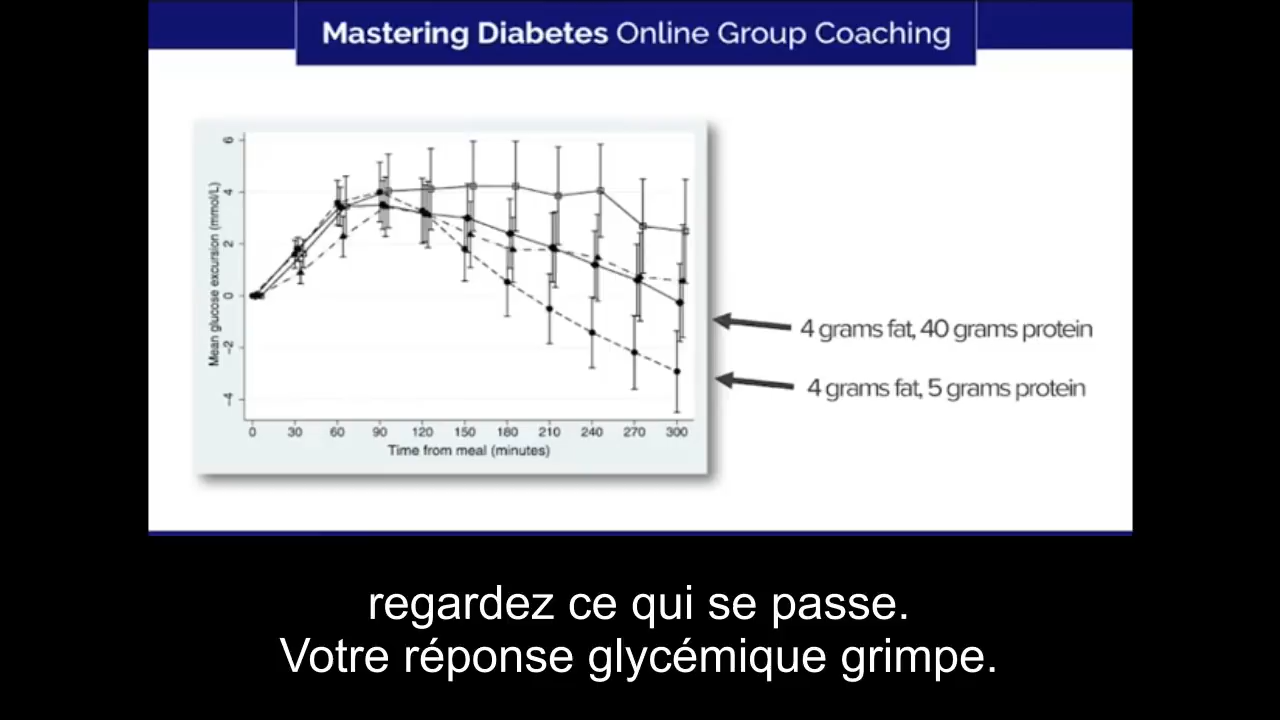 Mastering Diabetes Online Group Coaching
6
4
2
0
-2
-4
Mean glucose excursion (mmol/L)
0 30 60 90 120 150 180 210 240 270 300
Time from meal (minutes)
4 grams fat, 40 grams protein
4 grams fat, 5 grams protein
regardez ce qui se passe.
Votre réponse glycémique grimpe.